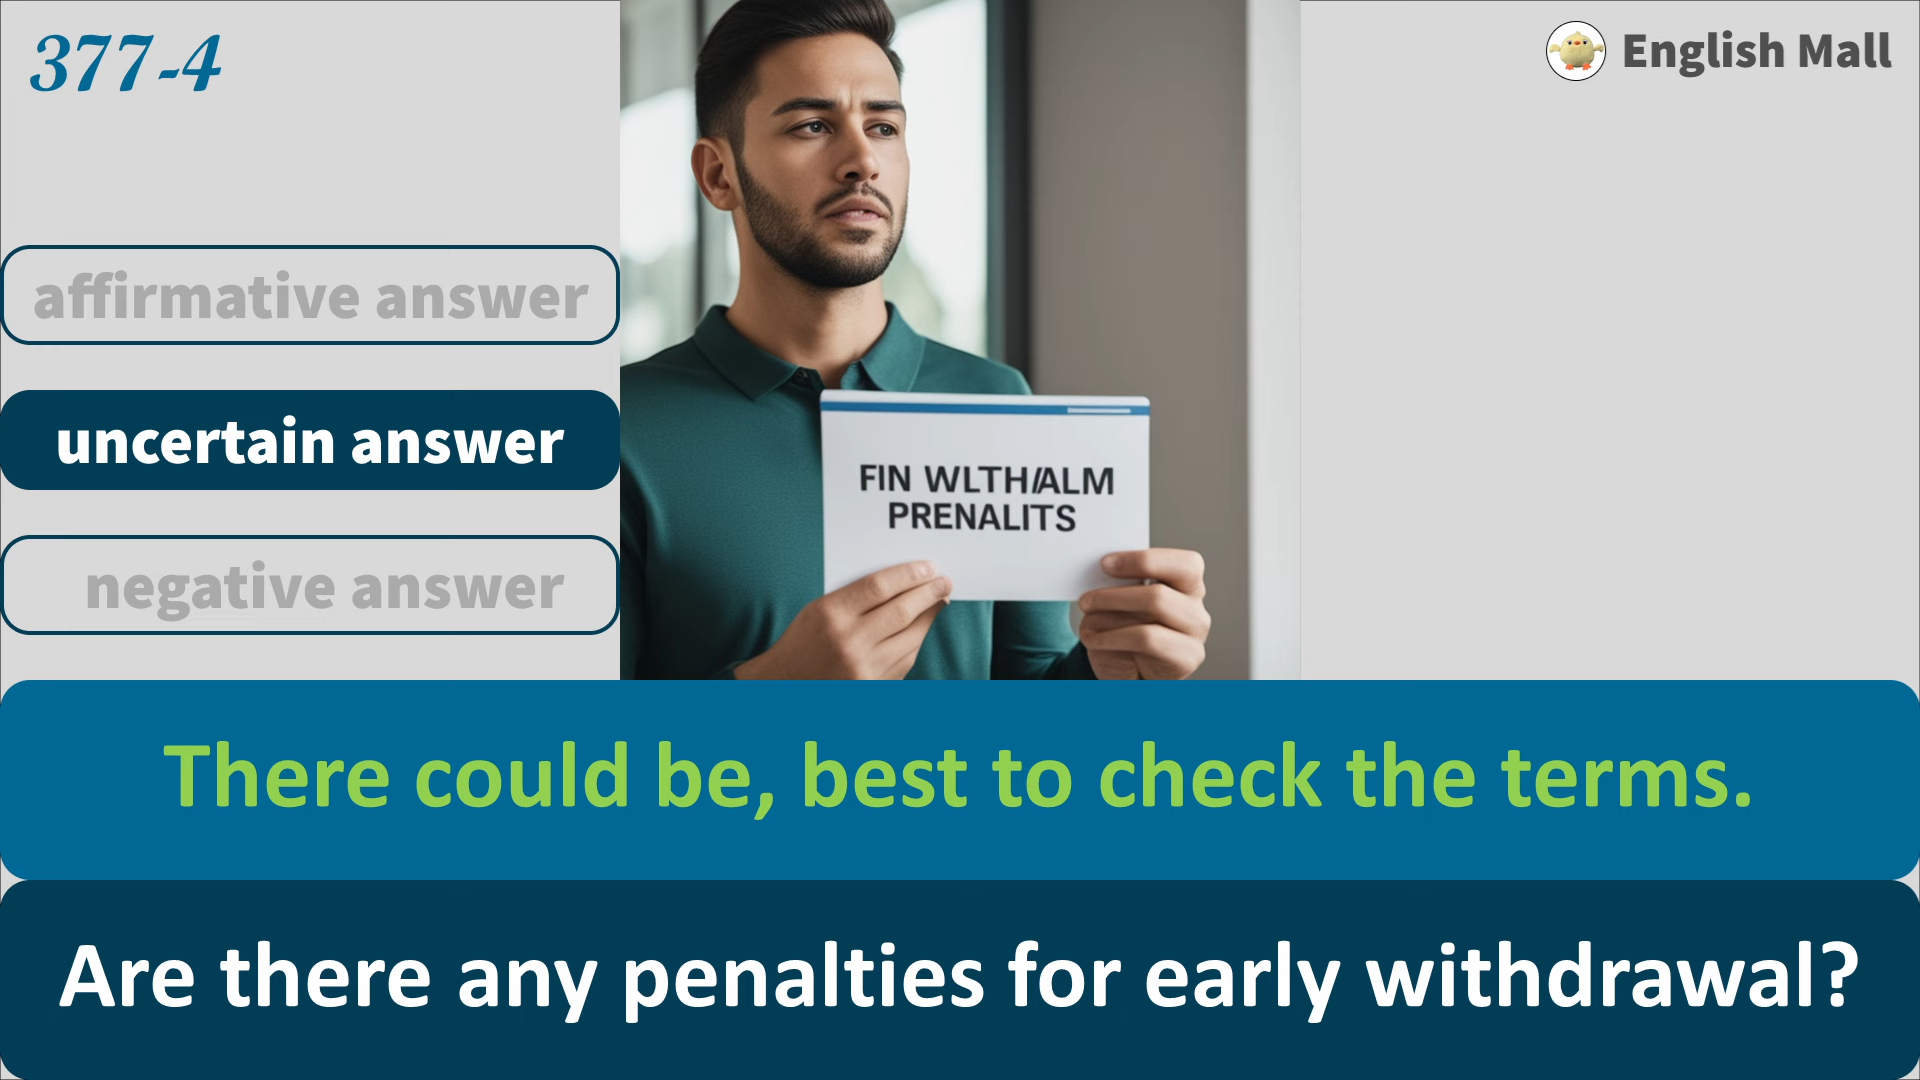 377-4
English Mall
affirmative answer
uncertain answer
negative answer
FIN WLTH/ALM
PRENALITS
There could be, best to check the terms.
Are there any penalties for early withdrawal?